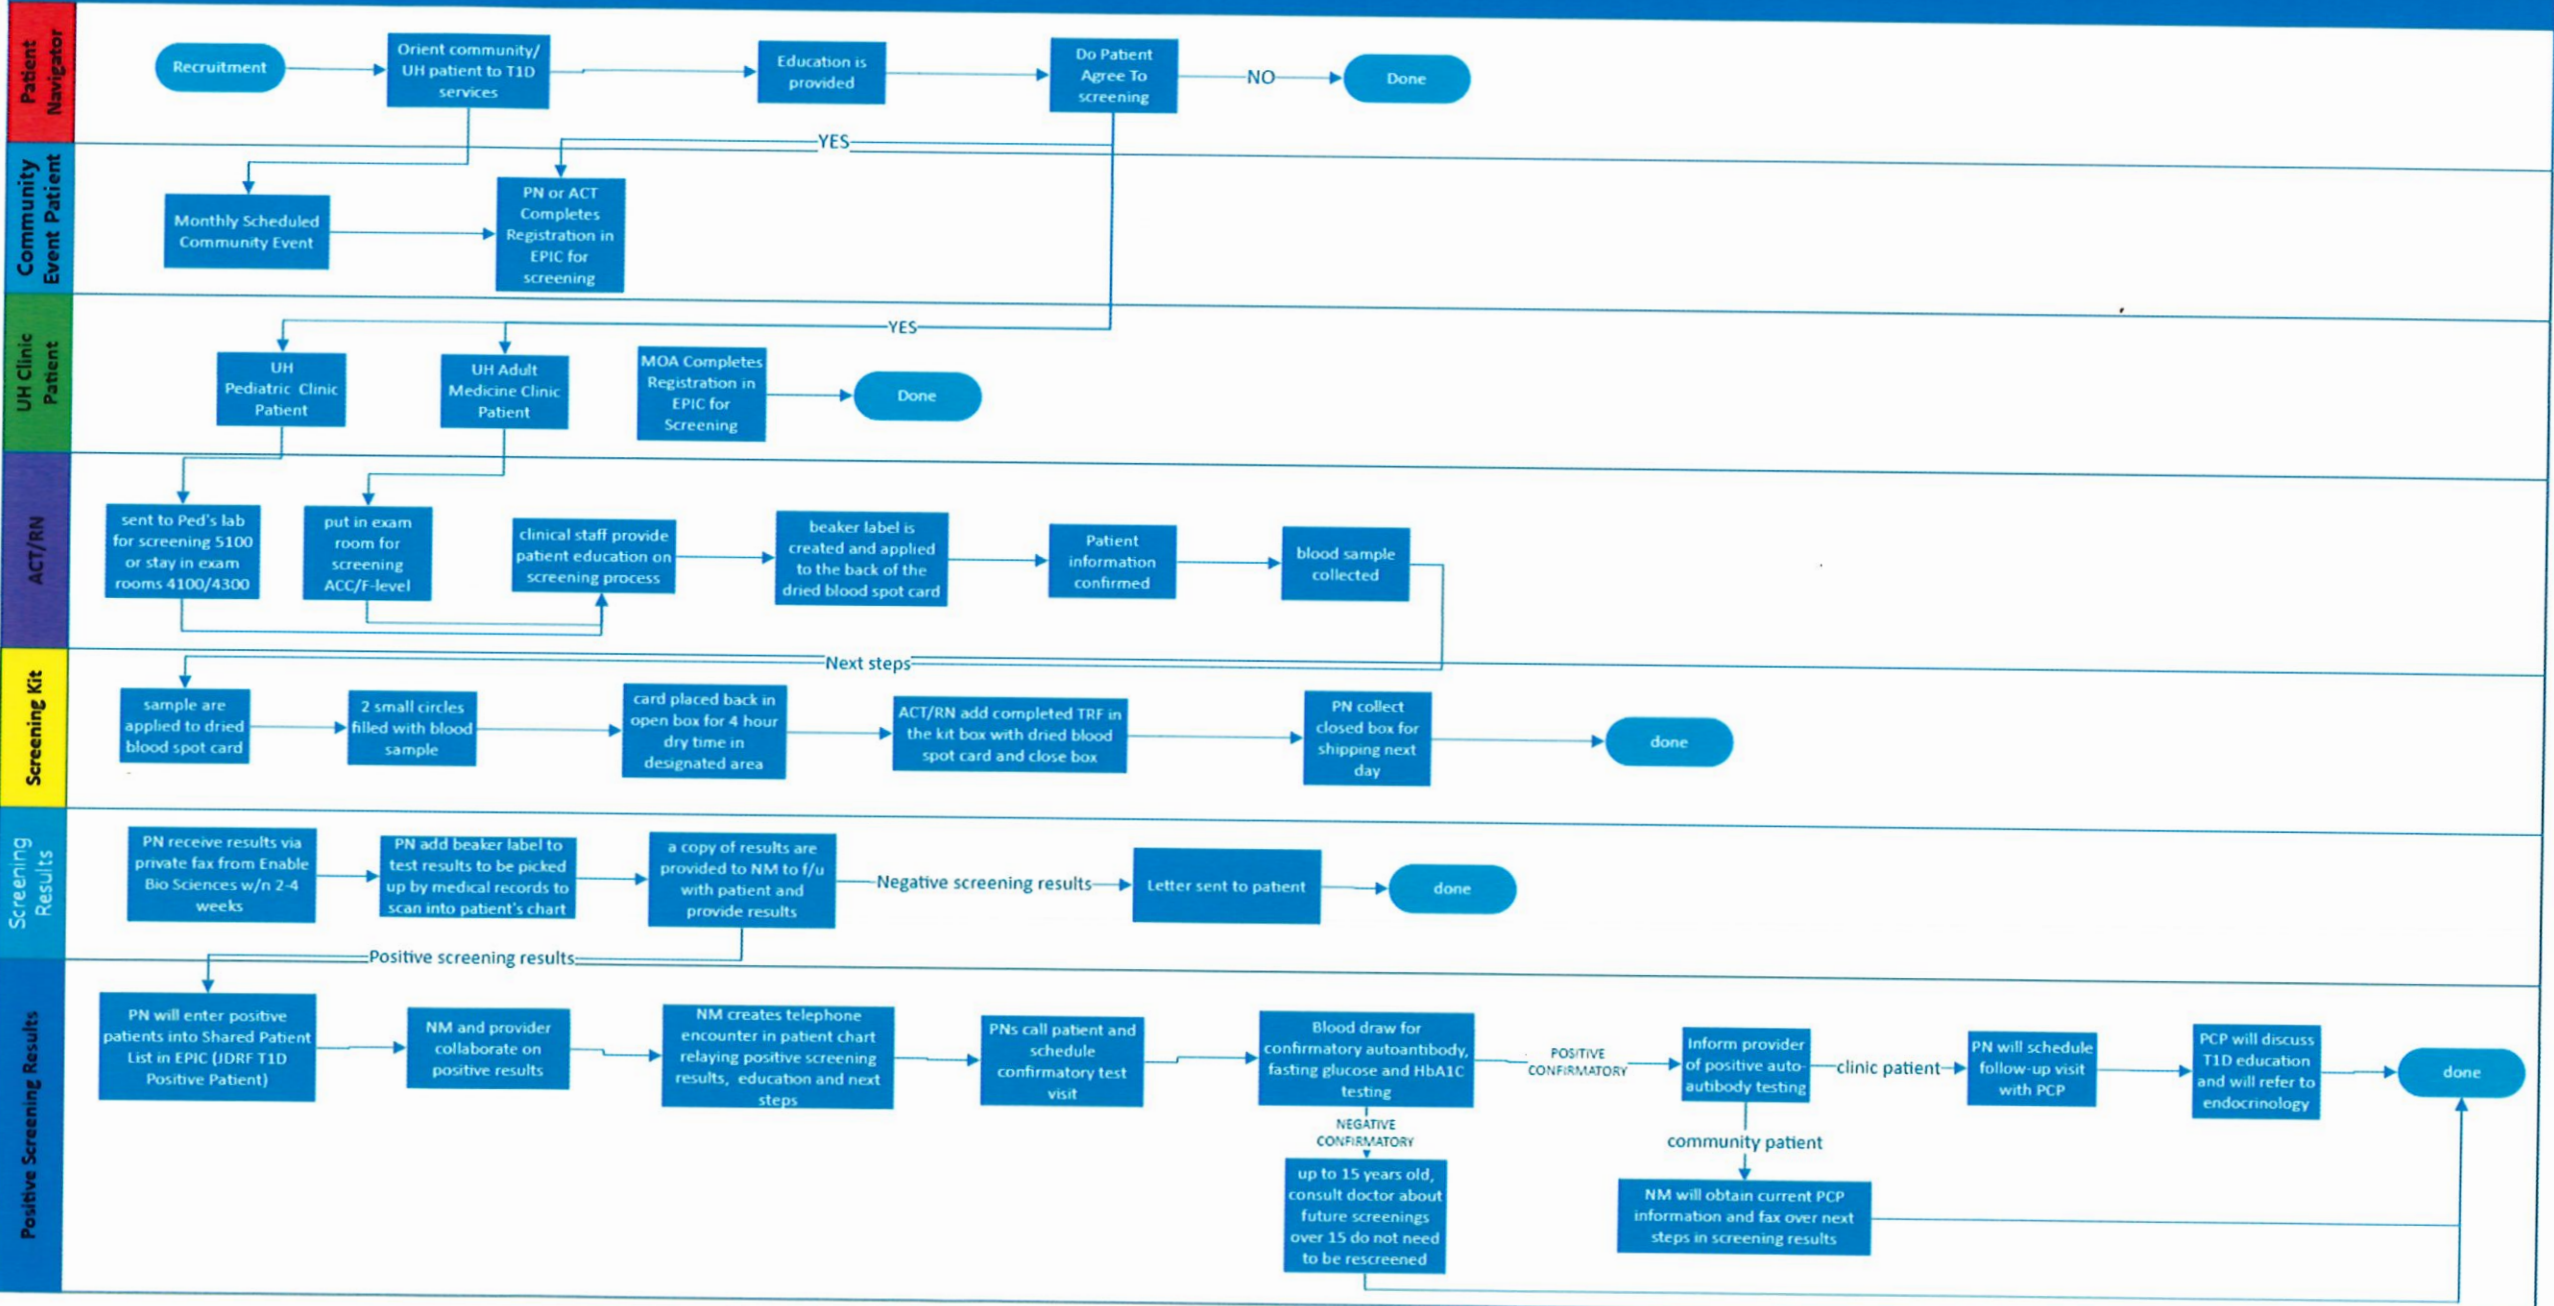 Patient
Navigator
Recruitment
Orient community/
UH patient to T1D
services
Education is
provided
Do Patient
Agree To
screening
NO
Done
YES
Community
Event Patient
Monthly Scheduled
Community Event
PN or ACT
Completes
Registration in
EPIC for
screening
UH Clinic
Patient
YES
UH
Pediatric Clinic
Patient
UH Adult
Medicine Clinic
Patient
MOA Completes
Registration in
EPIC for
Screening
Done
ACT/RN
sent to Ped's lab
for screening 5100
or stay in exam
rooms 4100/4300
put in exam
room for
screening
ACC/F-level
clinical staff provide
patient education on
screening process
beaker label is
created and applied
to the back of the
dried blood spot card
Patient
information
confirmed
blood sample
collected
Next steps
Screening Kit
sample are
applied to dried
blood spot card
2 small circles
filled with blood
sample
card placed back in
open box for 4 hour
dry time in
designated area
ACT/RN add completed TRF in
the kit box with dried blood
spot card and close box
PN collect
closed box for
shipping next
day
done
Screening
Results
PN receive results via
private fax from Enable
Bio Sciences w/n 2-4
weeks
PN add beaker label to
test results to be picked
up by medical records to
scan into patient's chart
a copy of results are
provided to NM to f/u
with patient and
provide results
Negative screening results
Letter sent to patient
done
Positive screening results
Positive Screening Results
PN will enter positive
patients into Shared Patient
List in EPIC (JDRF T1D
Positive Patient)
NM and provider
collaborate on
positive results
NM creates telephone
encounter in patient chart
relaying positive screening
results, education and next
steps
PNs call patient and
schedule
confirmatory test
visit
Blood draw for
confirmatory autoantibody,
fasting glucose and HbA1C
testing
POSITIVE
CONFIRMATORY
Inform provider
of positive auto-
autibody testing
clinic patient
PN will schedule
follow-up visit
with PCP
PCP will discuss
T1D education
and will refer to
endocrinology
done
NEGATIVE
CONFIRMATORY
up to 15 years old,
consult doctor about
future screenings
over 15 do not need
to be rescreened
community patient
NM will obtain current PCP
information and fax over next
steps in screening results